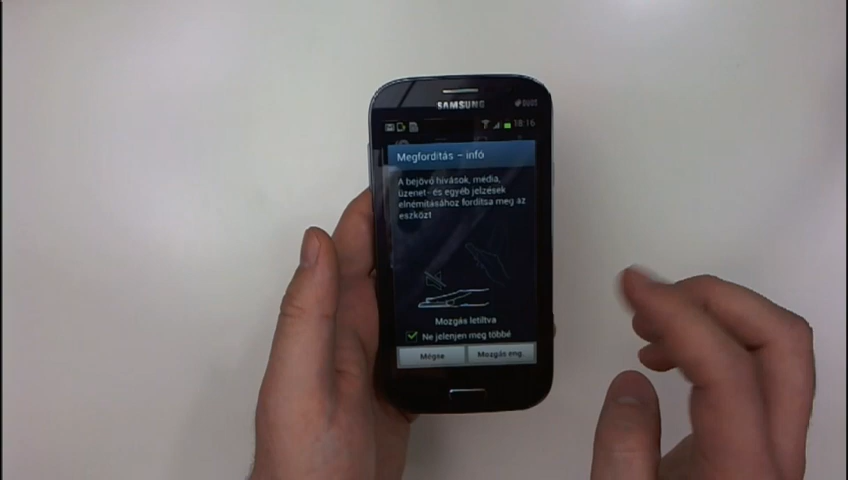 SAMSUNG DUOS
18:16
Megfordítás – infó
A bejövő hívások, média,
üzenet- és egyéb jelzések
elnémításához fordítsa meg az
eszközt
Mozgás letiltva
Ne jelenjen meg többé
Mégse Mozgás eng.